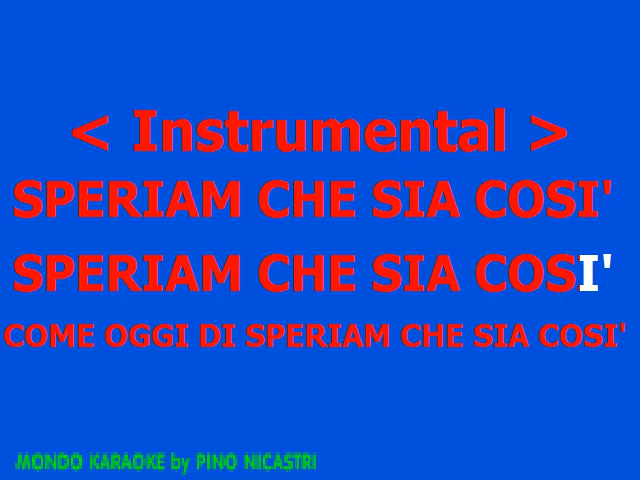 < Instrumental >
SPERIAM CHE SIA COSI'
SPERIAM CHE SIA COSI'
COME OGGI DI SPERIAM CHE SIA COSI'
MONDO KARAOKE by PINO NICASTRI